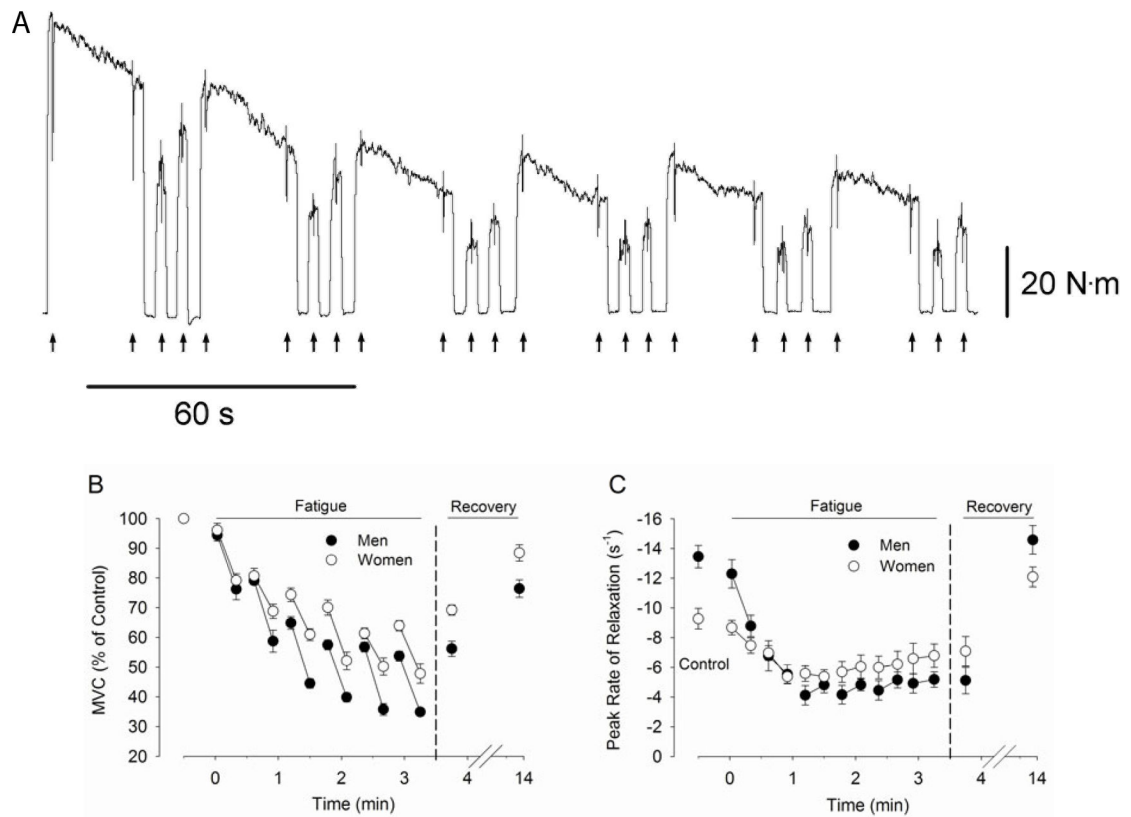 A
20 N·m
60 s
B
Fatigue
Recovery
Men
Women
MVC (% of Control)
100
90
80
70
60
50
40
30
20
0
1
2
3
4
14
Time (min)
C
Fatigue
Recovery
Men
Women
Control
Peak Rate of Relaxation (s⁻¹)
-16
-14
-12
-10
-8
-6
-4
-2
0
0
1
2
3
4
14
Time (min)